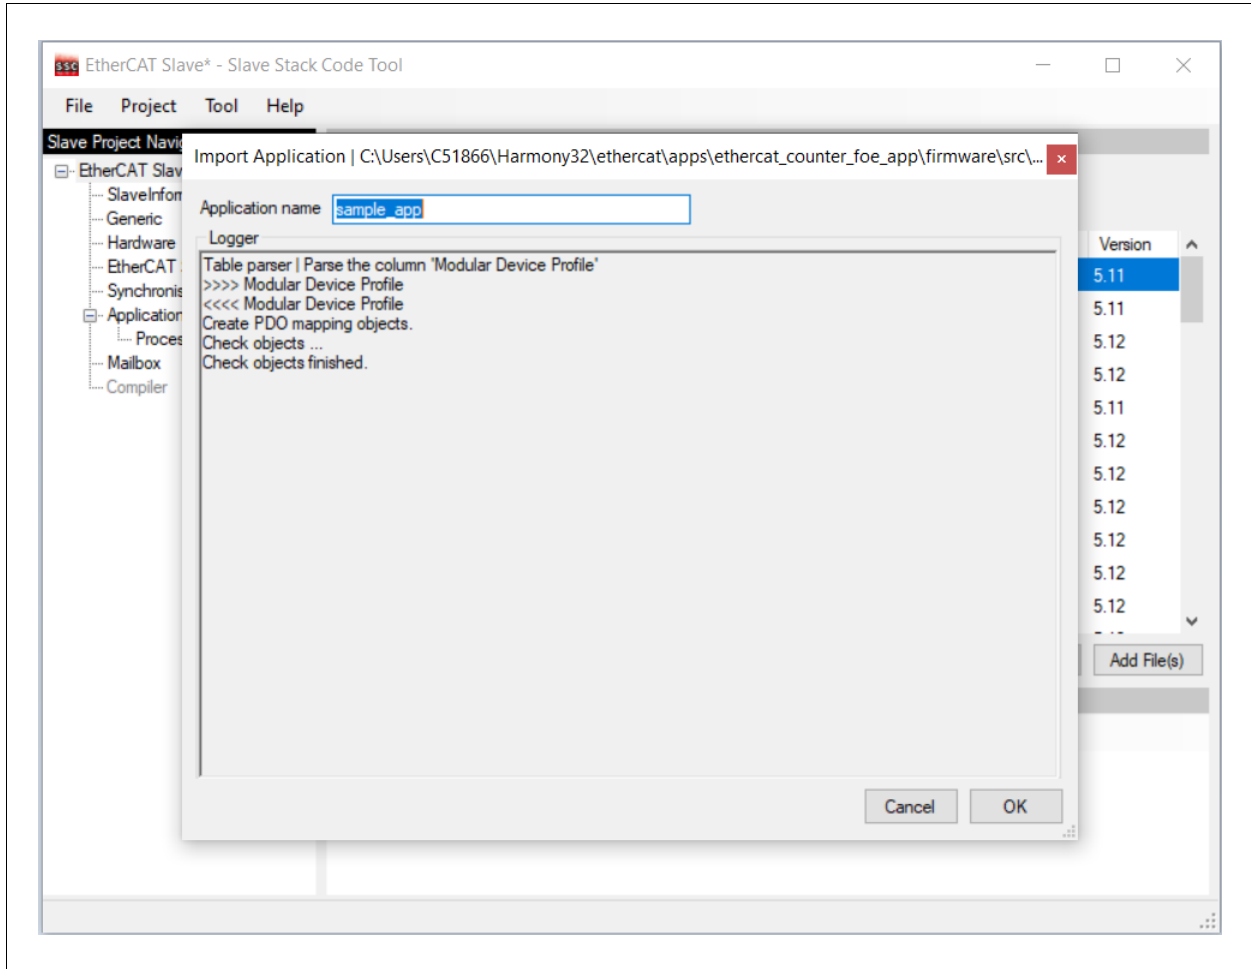 ssc EtherCAT Slave* - Slave Stack Code Tool
File Project Tool Help
Slave Project Navig
Import Application | C:\Users\C51866\Harmony32\ethercat\apps\ethercat_counter_foe_app\firmware\src\...
EtherCAT Slav
SlaveInforr
Generic
Hardware
EtherCAT
Synchronis
Application
Proces
Mailbox
Compiler
Application name sample_app
Logger
Table parser | Parse the column 'Modular Device Profile'
>>>> Modular Device Profile
<<<< Modular Device Profile
Create PDO mapping objects.
Check objects ...
Check objects finished.
Cancel OK
Version
5.11
5.11
5.12
5.12
5.11
5.12
5.12
5.12
5.12
5.12
5.12
Add File(s)